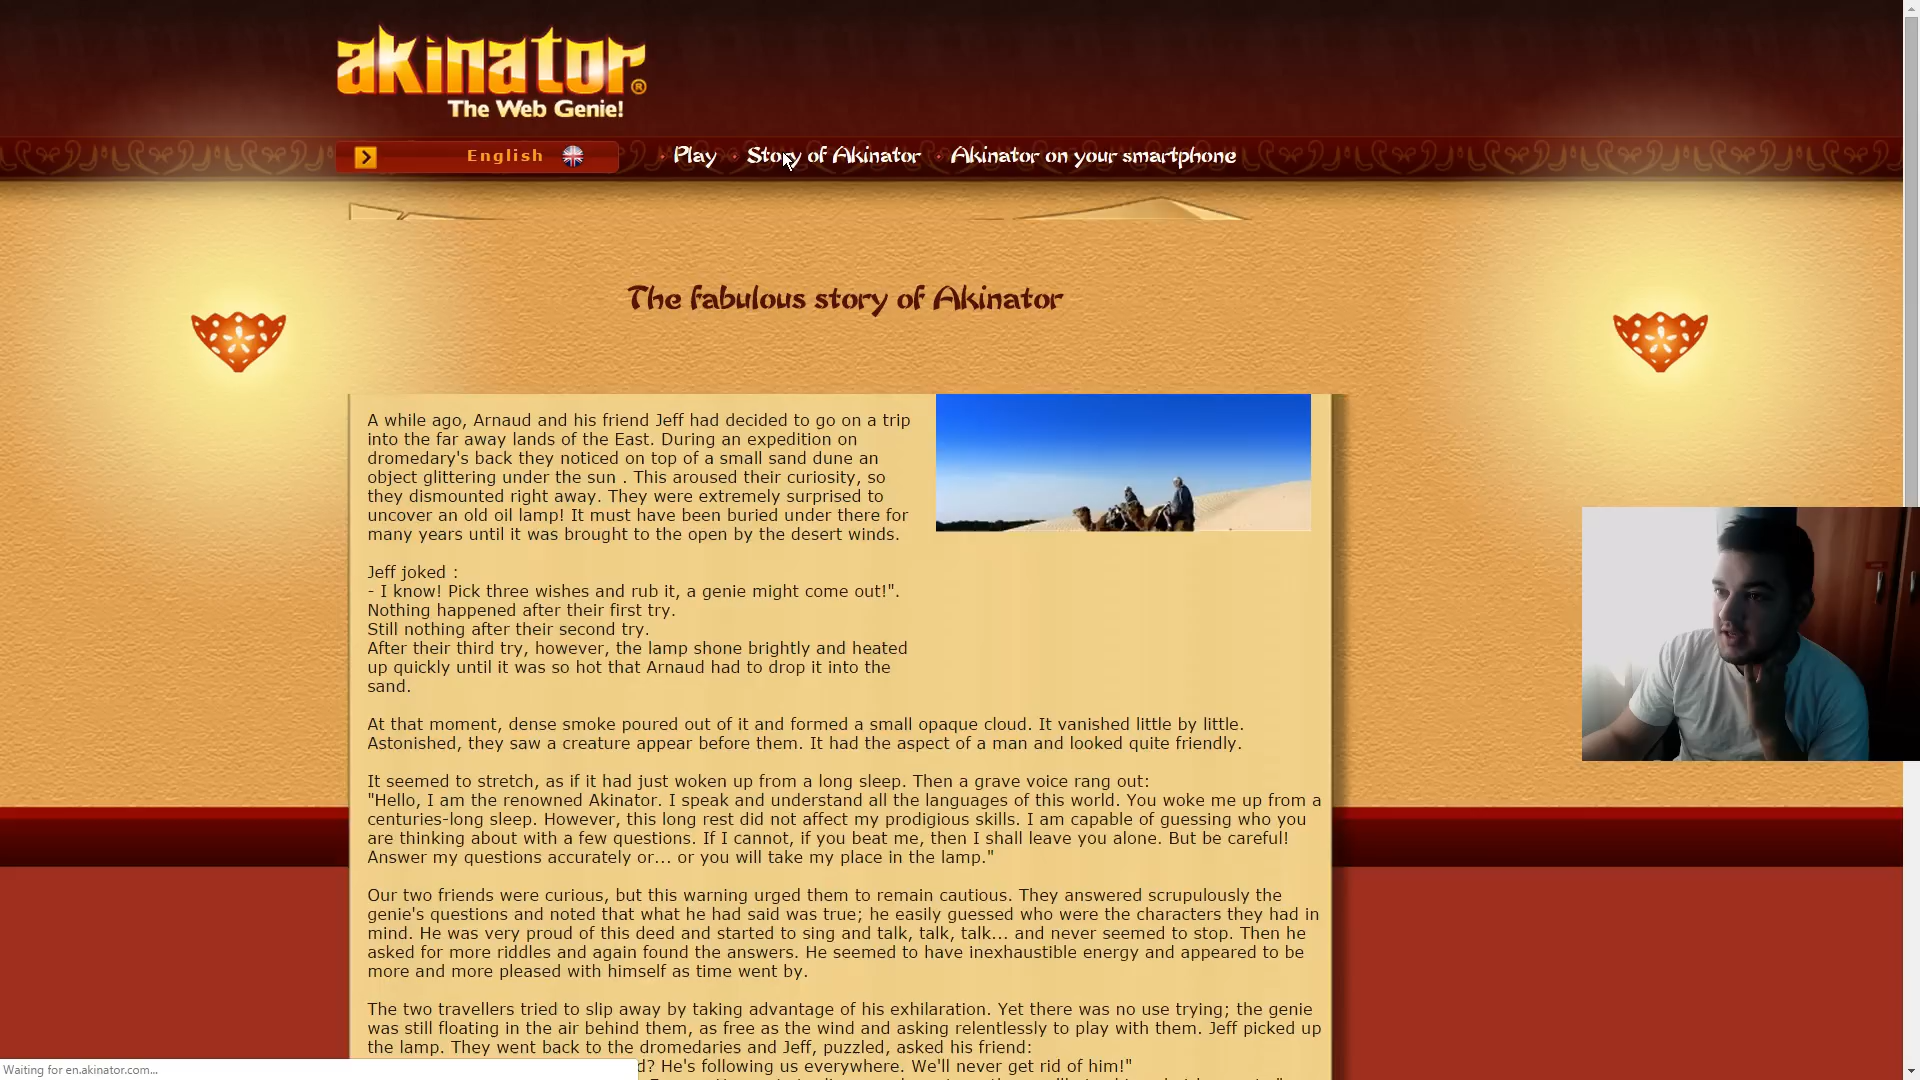 akinator®
The Web Genie!
English
Play
Story of Akinator
Akinator on your smartphone
The fabulous story of Akinator
A while ago, Arnaud and his friend Jeff had decided to go on a trip
into the far away lands of the East. During an expedition on
dromedary's back they noticed on top of a small sand dune an
object glittering under the sun . This aroused their curiosity, so
they dismounted right away. They were extremely surprised to
uncover an old oil lamp! It must have been buried under there for
many years until it was brought to the open by the desert winds.
Jeff joked :
- I know! Pick three wishes and rub it, a genie might come out!".
Nothing happened after their first try.
Still nothing after their second try.
After their third try, however, the lamp shone brightly and heated
up quickly until it was so hot that Arnaud had to drop it into the
sand.
At that moment, dense smoke poured out of it and formed a small opaque cloud. It vanished little by little.
Astonished, they saw a creature appear before them. It had the aspect of a man and looked quite friendly.
It seemed to stretch, as if it had just woken up from a long sleep. Then a grave voice rang out:
"Hello, I am the renowned Akinator. I speak and understand all the languages of this world. You woke me up from a
centuries-long sleep. However, this long rest did not affect my prodigious skills. I am capable of guessing who you
are thinking about with a few questions. If I cannot, if you beat me, then I shall leave you alone. But be careful!
Answer my questions accurately or... or you will take my place in the lamp."
Our two friends were curious, but this warning urged them to remain cautious. They answered scrupulously the
genie's questions and noted that what he had said was true; he easily guessed who were the characters they had in
mind. He was very proud of this deed and started to sing and talk, talk, talk... and never seemed to stop. Then he
asked for more riddles and again found the answers. He seemed to have inexhaustible energy and appeared to be
more and more pleased with himself as time went by.
The two travellers tried to slip away by taking advantage of his exhilaration. Yet there was no use trying; the genie
was still floating in the air behind them, as free as the wind and asking relentlessly to play with them. Jeff picked up
the lamp. They went back to the dromedaries and Jeff, puzzled, asked his friend:
d? He's following us everywhere. We'll never get rid of him!"
Waiting for en.akinator.com...